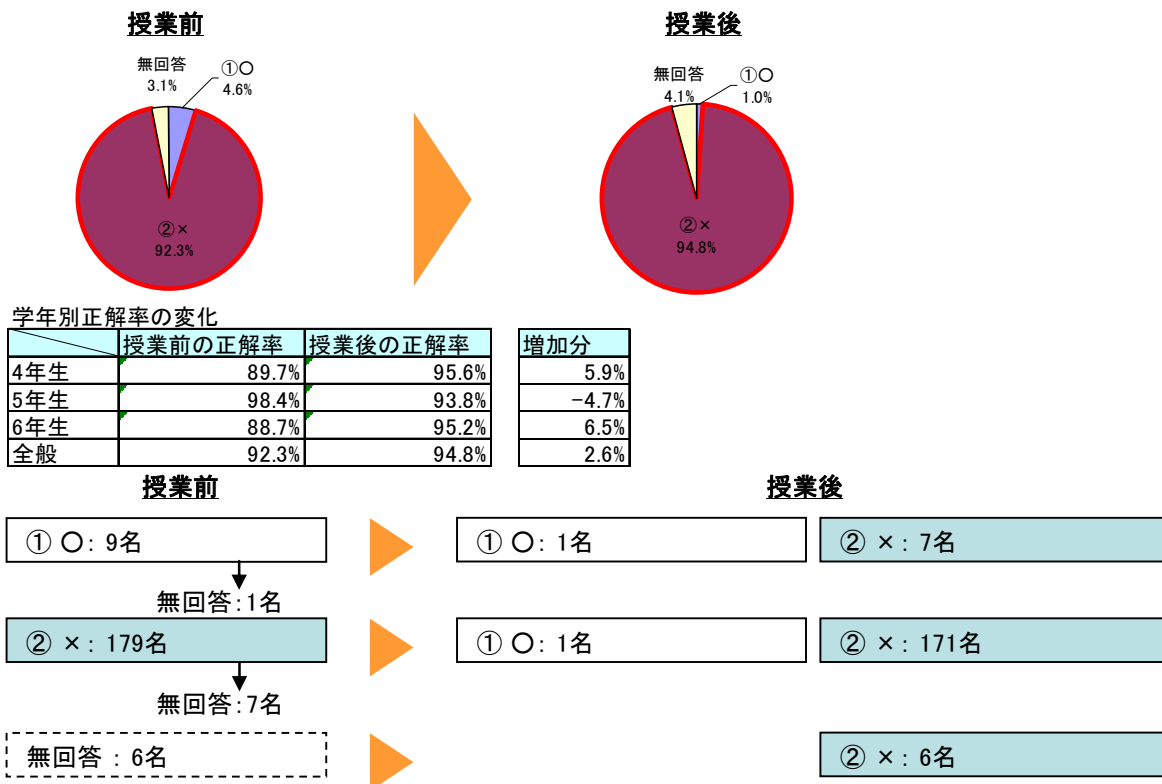 授業前
授業後
無回答
3.1%
①○
4.6%
②×
92.3%
無回答
4.1%
①○
1.0%
②×
94.8%
学年別正解率の変化
授業前の正解率 授業後の正解率 増加分
4年生 89.7% 95.6% 5.9%
5年生 98.4% 93.8% -4.7%
6年生 88.7% 95.2% 6.5%
全般 92.3% 94.8% 2.6%
授業前 授業後
① ○: 9名 ① ○: 1名 ② ×: 7名
無回答:1名
② ×: 179名 ① ○: 1名 ② ×: 171名
無回答:7名
無回答 : 6名 ② ×: 6名